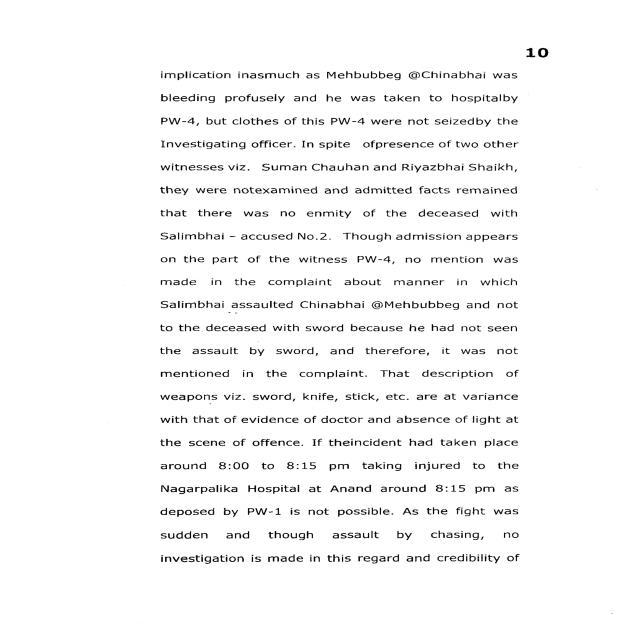 10
implication inasmuch as Mehbubbeg @Chinabhai was
bleeding profusely and he was taken to hospitalby
PW-4, but clothes of this PW-4 were not seizedby the
Investigating officer. In spite ofpresence of two other
witnesses viz. Suman Chauhan and Riyazbhai Shaikh,
they were notexamined and admitted facts remained
that there was no enmity of the deceased with
Salimbhai – accused No.2. Though admission appears
on the part of the witness PW-4, no mention was
made in the complaint about manner in which
Salimbhai assaulted Chinabhai @Mehbubbeg and not
to the deceased with sword because he had not seen
the assault by sword, and therefore, it was not
mentioned in the complaint. That description of
weapons viz. sword, knife, stick, etc. are at variance
with that of evidence of doctor and absence of light at
the scene of offence. If theincident had taken place
around 8:00 to 8:15 pm taking injured to the
Nagarpalika Hospital at Anand around 8:15 pm as
deposed by PW-1 is not possible. As the fight was
sudden and though assault by chasing, no
investigation is made in this regard and credibility of